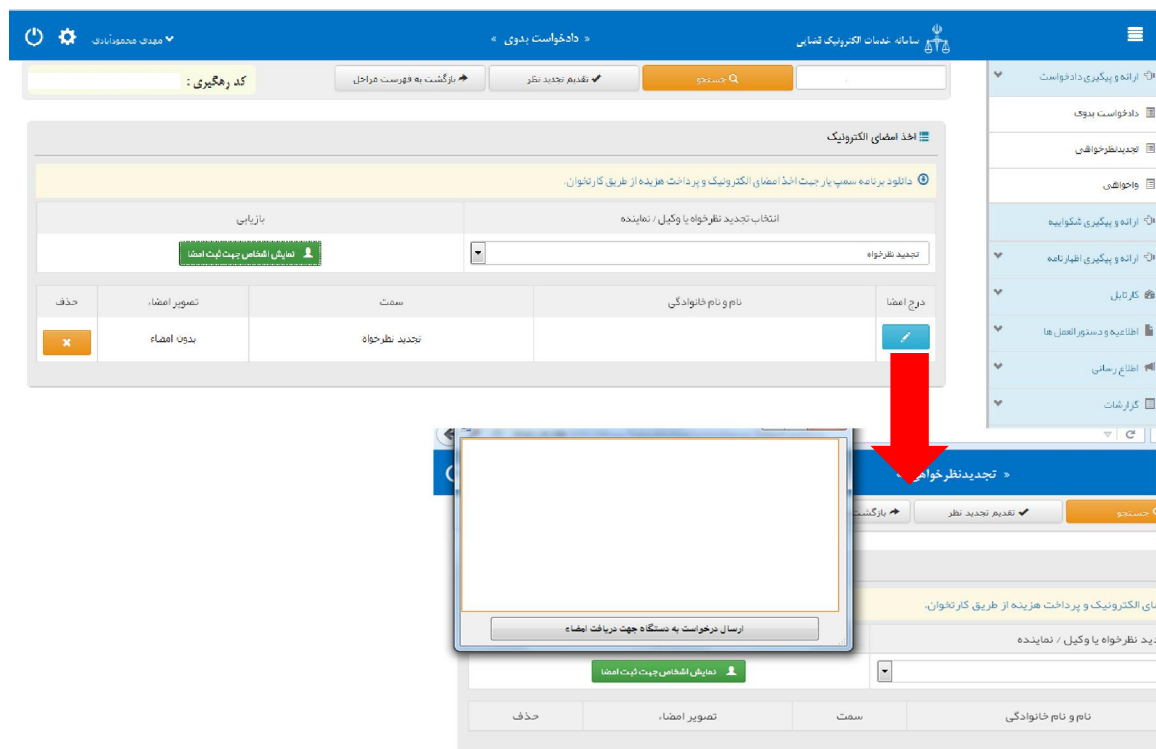 سامانه خدمات الکترونیک قضایی
« دادخواست بدوی »
مهدی محمودآبادی
ارائه و پیگیری دادخواست
دادخواست بدوی
تجدیدنظرخواهی
واخواهی
ارائه و پیگیری شکواییه
ارائه و پیگیری اظهارنامه
کارتابل
اطلاعیه و دستورالعمل ها
اطلاع رسانی
گزارشات
جستجو
تقدیم تجدید نظر
بازگشت به فهرست مراحل
کد رهگیری :
اخذ امضای الکترونیک
دانلود برنامه سمپ یار جهت اخذ امضای الکترونیک و پرداخت هزینه از طریق کارتخوان.
انتخاب تجدید نظرخواه یا وکیل / نماینده
بازیابی
تجدید نظرخواه
نمایش اشخاص جهت ثبت امضا
درج امضا
نام و نام خانوادگی
سمت
تصویر امضاء
حذف
تجدید نظرخواه
بدون امضاء
« تجدیدنظرخواهی
جستجو
تقدیم تجدید نظر
بازگشت
ای الکترونیک و پرداخت هزینه از طریق کارتخوان.
دید نظرخواه یا وکیل / نماینده
ارسال درخواست به دستگاه جهت دریافت امضاء
نمایش اشخاص جهت ثبت امضا
نام و نام خانوادگی
سمت
تصویر امضاء
حذف